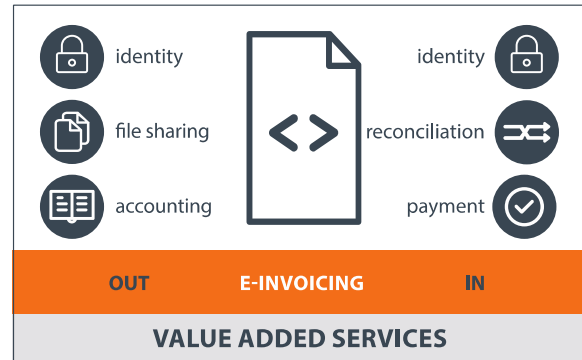 identity
identity
file sharing
reconciliation
accounting
payment
OUT E-INVOICING IN
VALUE ADDED SERVICES